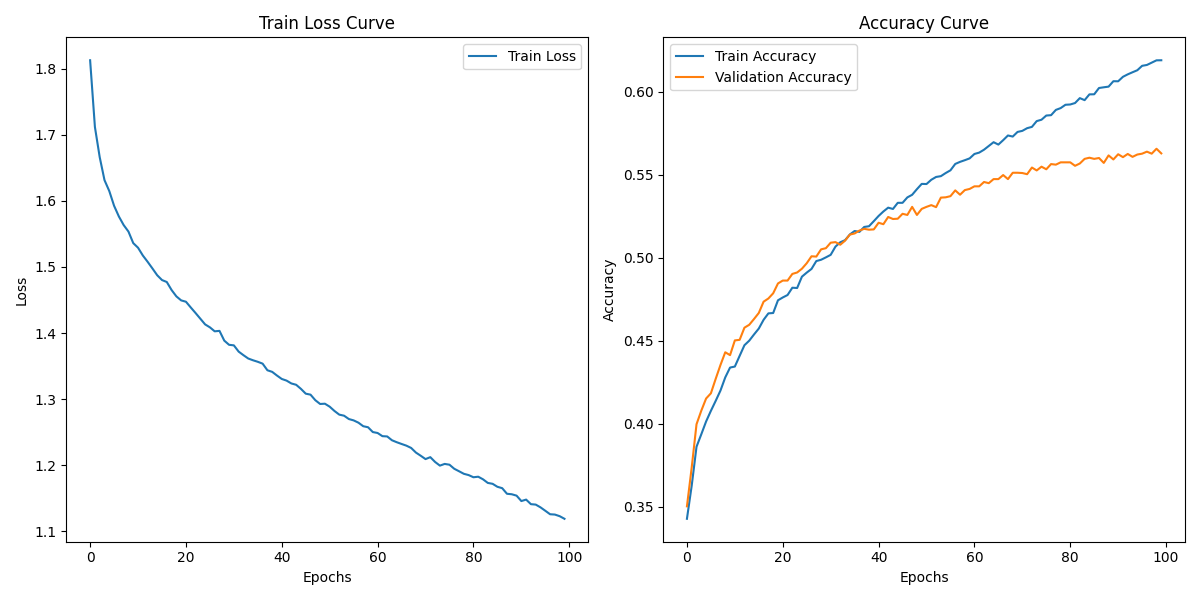 Train Loss Curve
Train Loss
1.8
1.7
1.6
1.5
1.4
1.3
1.2
1.1
Loss
0 20 40 60 80 100
Epochs
Accuracy Curve
Train Accuracy
Validation Accuracy
0.60
0.55
0.50
0.45
0.40
0.35
Accuracy
0 20 40 60 80 100
Epochs